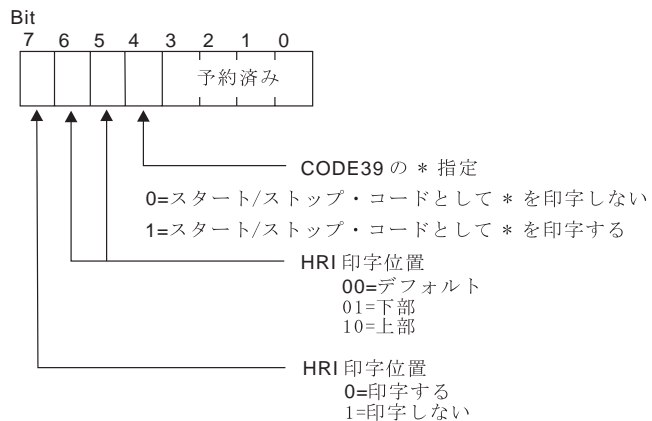 Bit
7 6 5 4 3 2 1 0
予約済み
CODE39 の * 指定
0=スタート/ストップ・コードとして * を印字しない
1=スタート/ストップ・コードとして * を印字する
HRI 印字位置
00=デフォルト
01=下部
10=上部
HRI 印字位置
0=印字する
1=印字しない